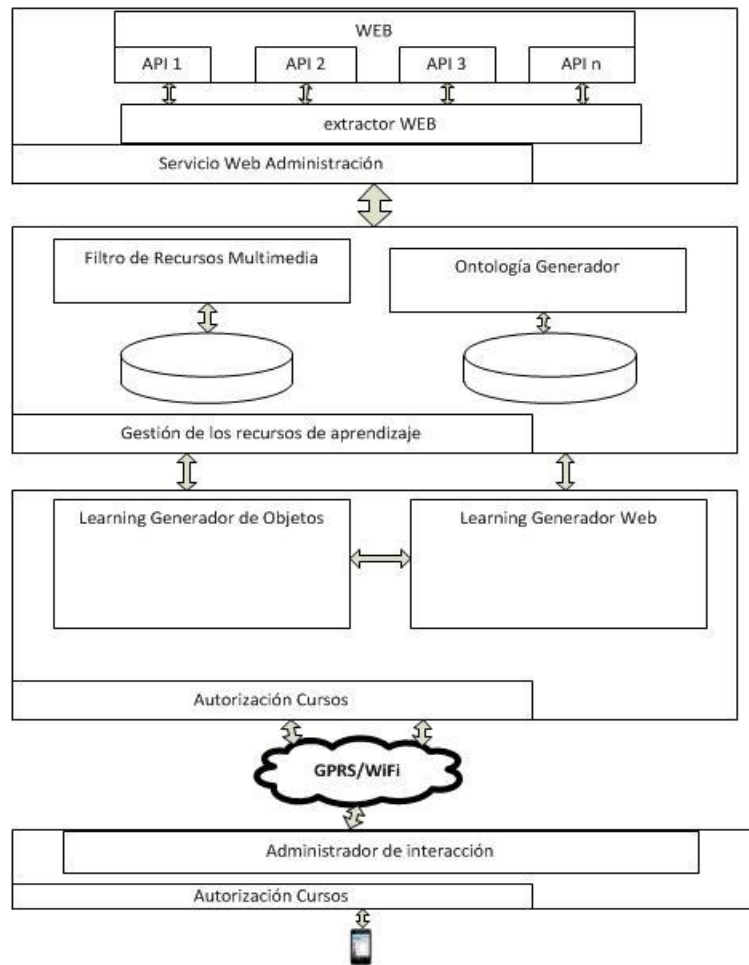 WEB
API 1
API 2
API 3
API n
extractor WEB
Servicio Web Administración
Filtro de Recursos Multimedia
Ontología Generador
Gestión de los recursos de aprendizaje
Learning Generador de Objetos
Learning Generador Web
Autorización Cursos
GPRS/WiFi
Administrador de interacción
Autorización Cursos